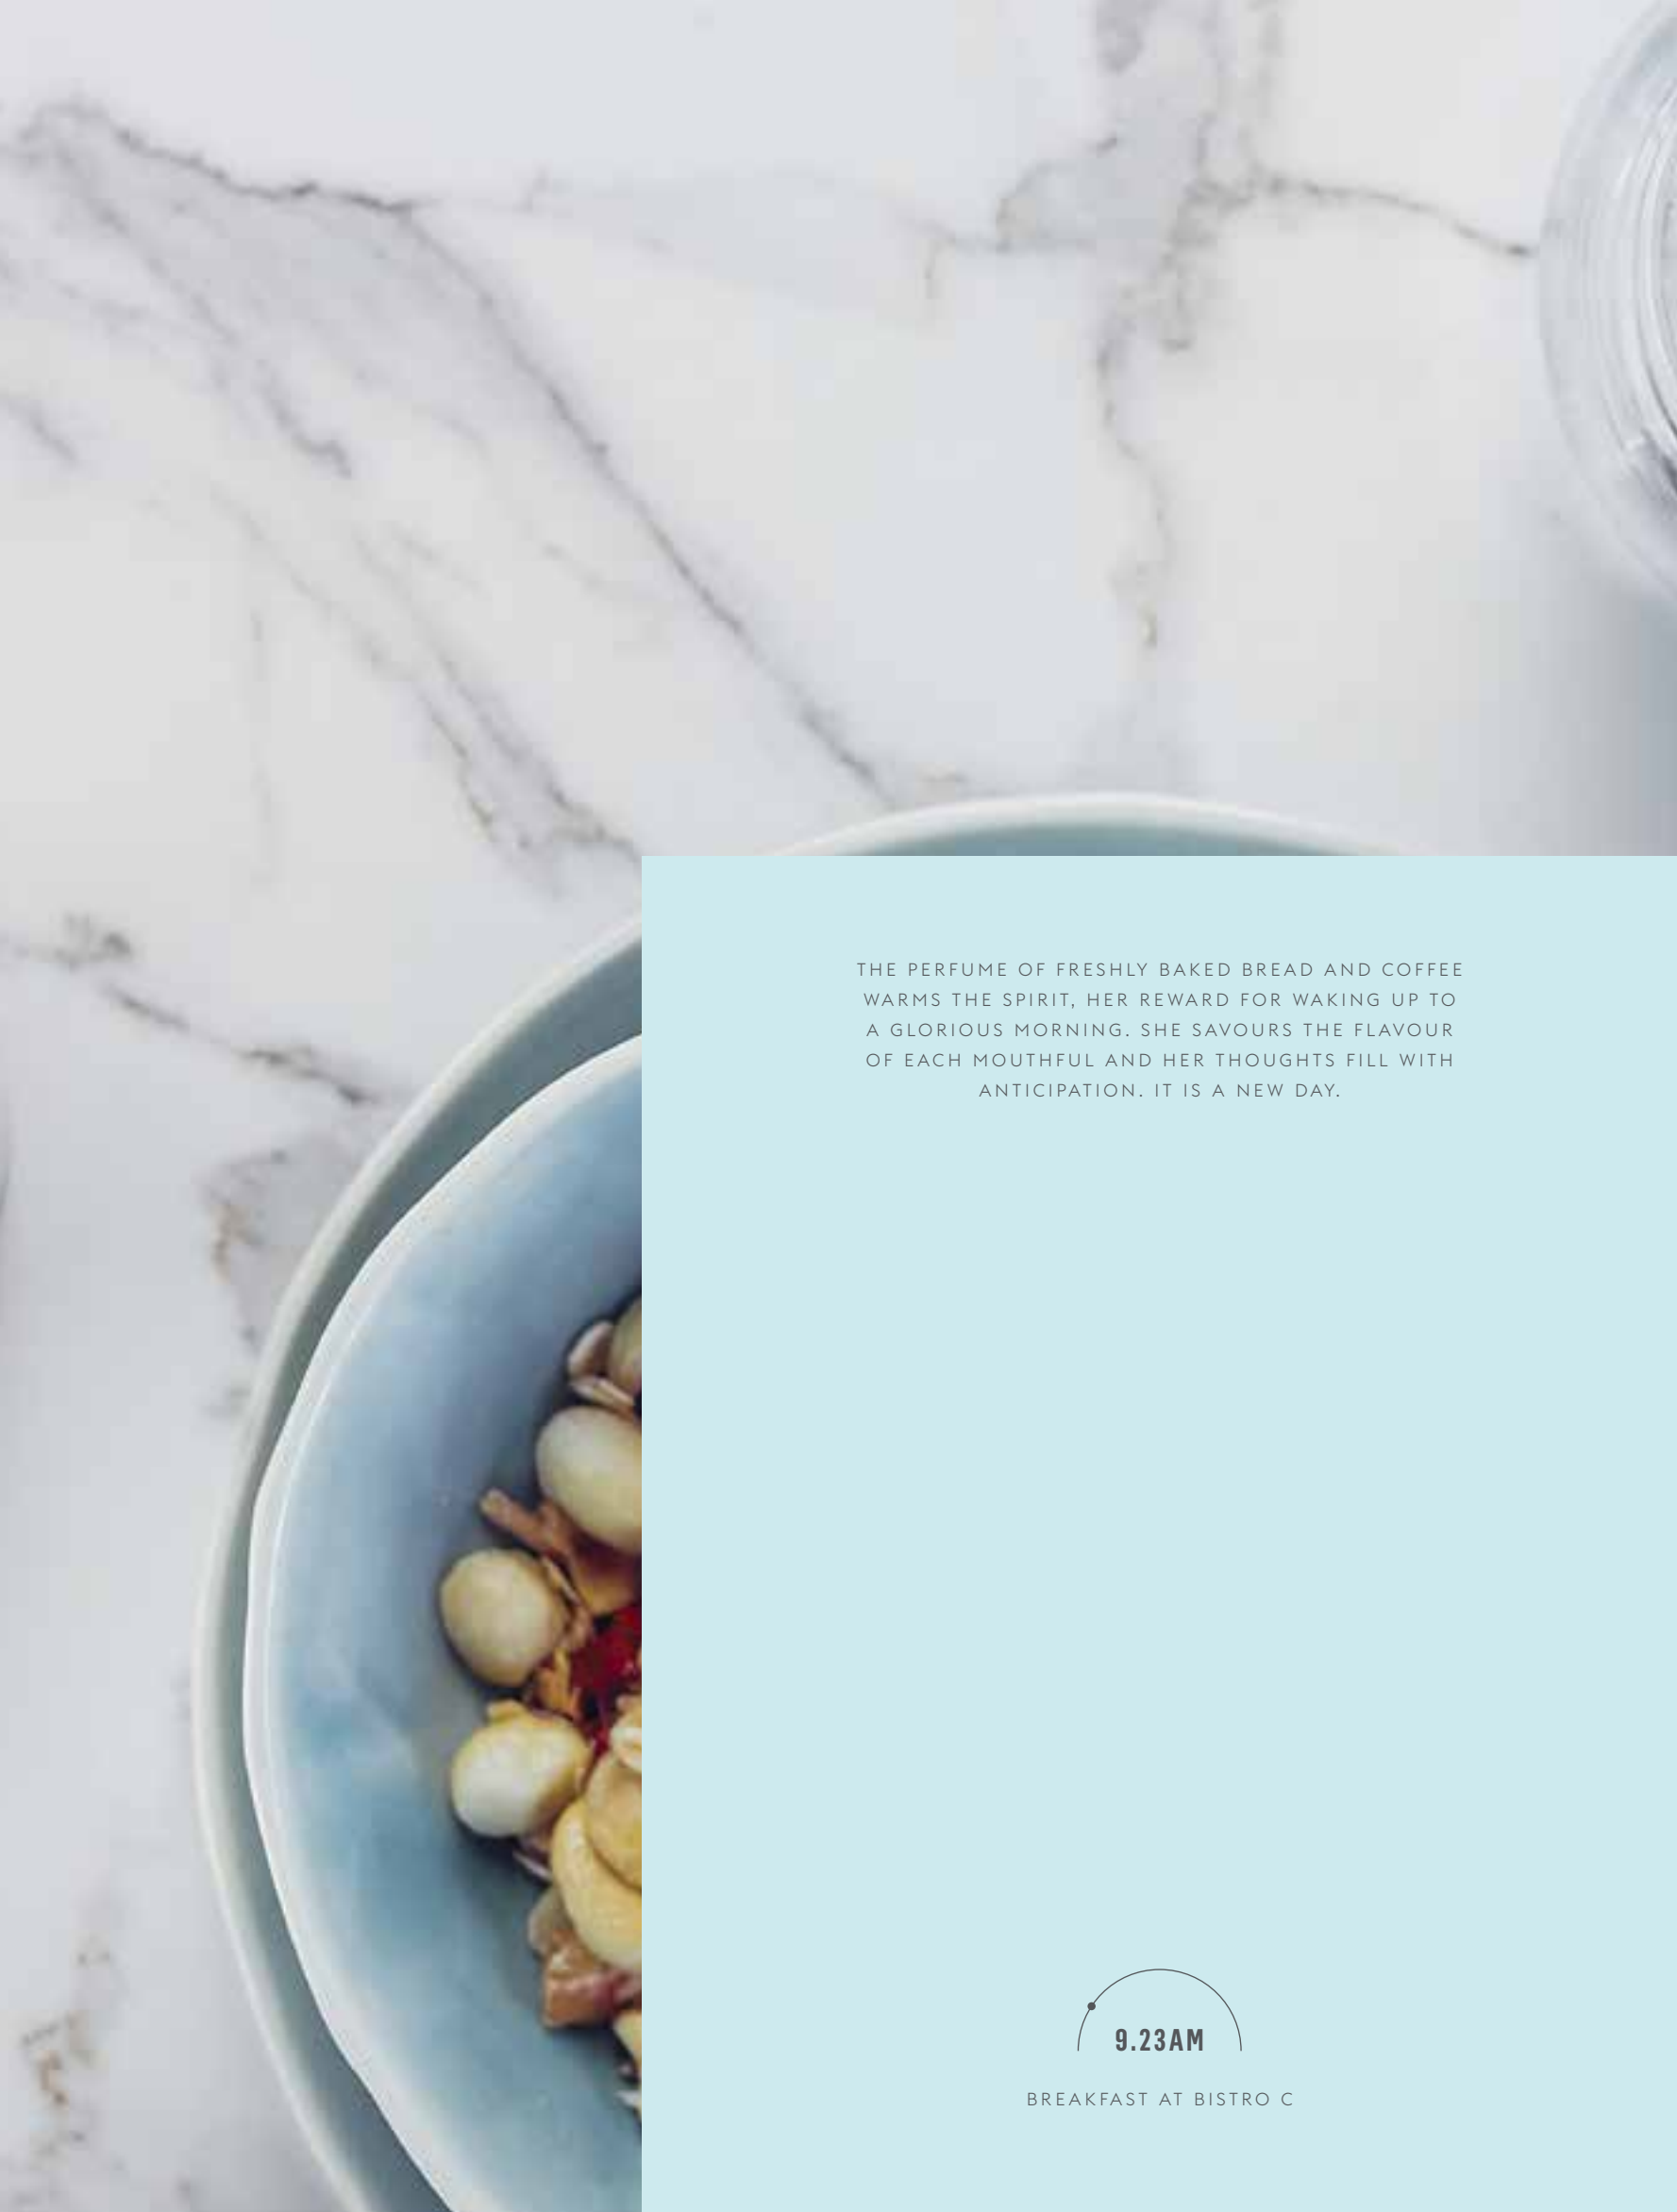 THE PERFUME OF FRESHLY BAKED BREAD AND COFFEE
WARMS THE SPIRIT, HER REWARD FOR WAKING UP TO
A GLORIOUS MORNING. SHE SAVOURS THE FLAVOUR
OF EACH MOUTHFUL AND HER THOUGHTS FILL WITH
ANTICIPATION. IT IS A NEW DAY.
9.23AM
BREAKFAST AT BISTRO C